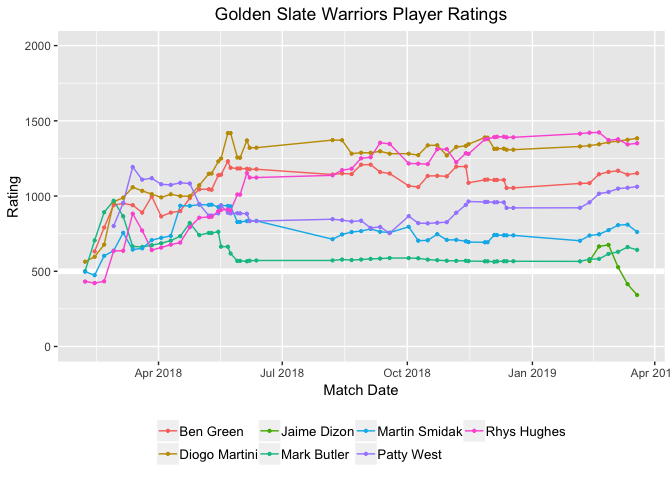 Golden Slate Warriors Player Ratings
2000
1500
1000
500
0
Rating
Apr 2018 Jul 2018 Oct 2018 Jan 2019 Apr 201
Match Date
Ben Green Jaime Dizon Martin Smidak Rhys Hughes
Diogo Martini Mark Butler Patty West